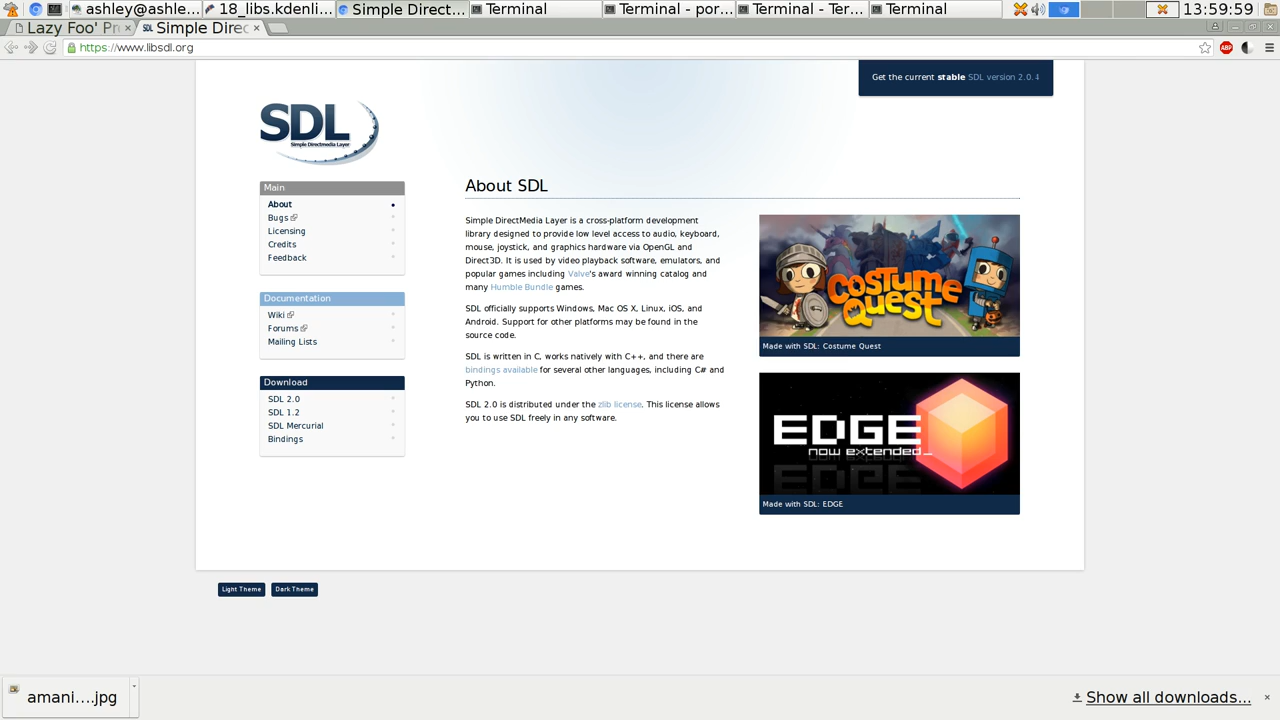 ashley@ashle...
18_libs.kdenli...
Simple Direct...
Terminal
Terminal - por...
Terminal - Ter...
Terminal
13:59:59
Lazy Foo' Pr
Simple Direc
https://www.libsdl.org
ABP
Get the current stable SDL version 2.0.4
SDL
Simple Directmedia Layer
Main
About
Bugs
Licensing
Credits
Feedback
Documentation
Wiki
Forums
Mailing Lists
Download
SDL 2.0
SDL 1.2
SDL Mercurial
Bindings
About SDL
Simple DirectMedia Layer is a cross-platform development
library designed to provide low level access to audio, keyboard,
mouse, joystick, and graphics hardware via OpenGL and
Direct3D. It is used by video playback software, emulators, and
popular games including Valve's award winning catalog and
many Humble Bundle games.
SDL officially supports Windows, Mac OS X, Linux, iOS, and
Android. Support for other platforms may be found in the
source code.
SDL is written in C, works natively with C++, and there are
bindings available for several other languages, including C# and
Python.
SDL 2.0 is distributed under the zlib license. This license allows
you to use SDL freely in any software.
COSTUME
QUEST
Made with SDL: Costume Quest
EDGE
now extended_
Made with SDL: EDGE
Light Theme
Dark Theme
amani....jpg
Show all downloads...